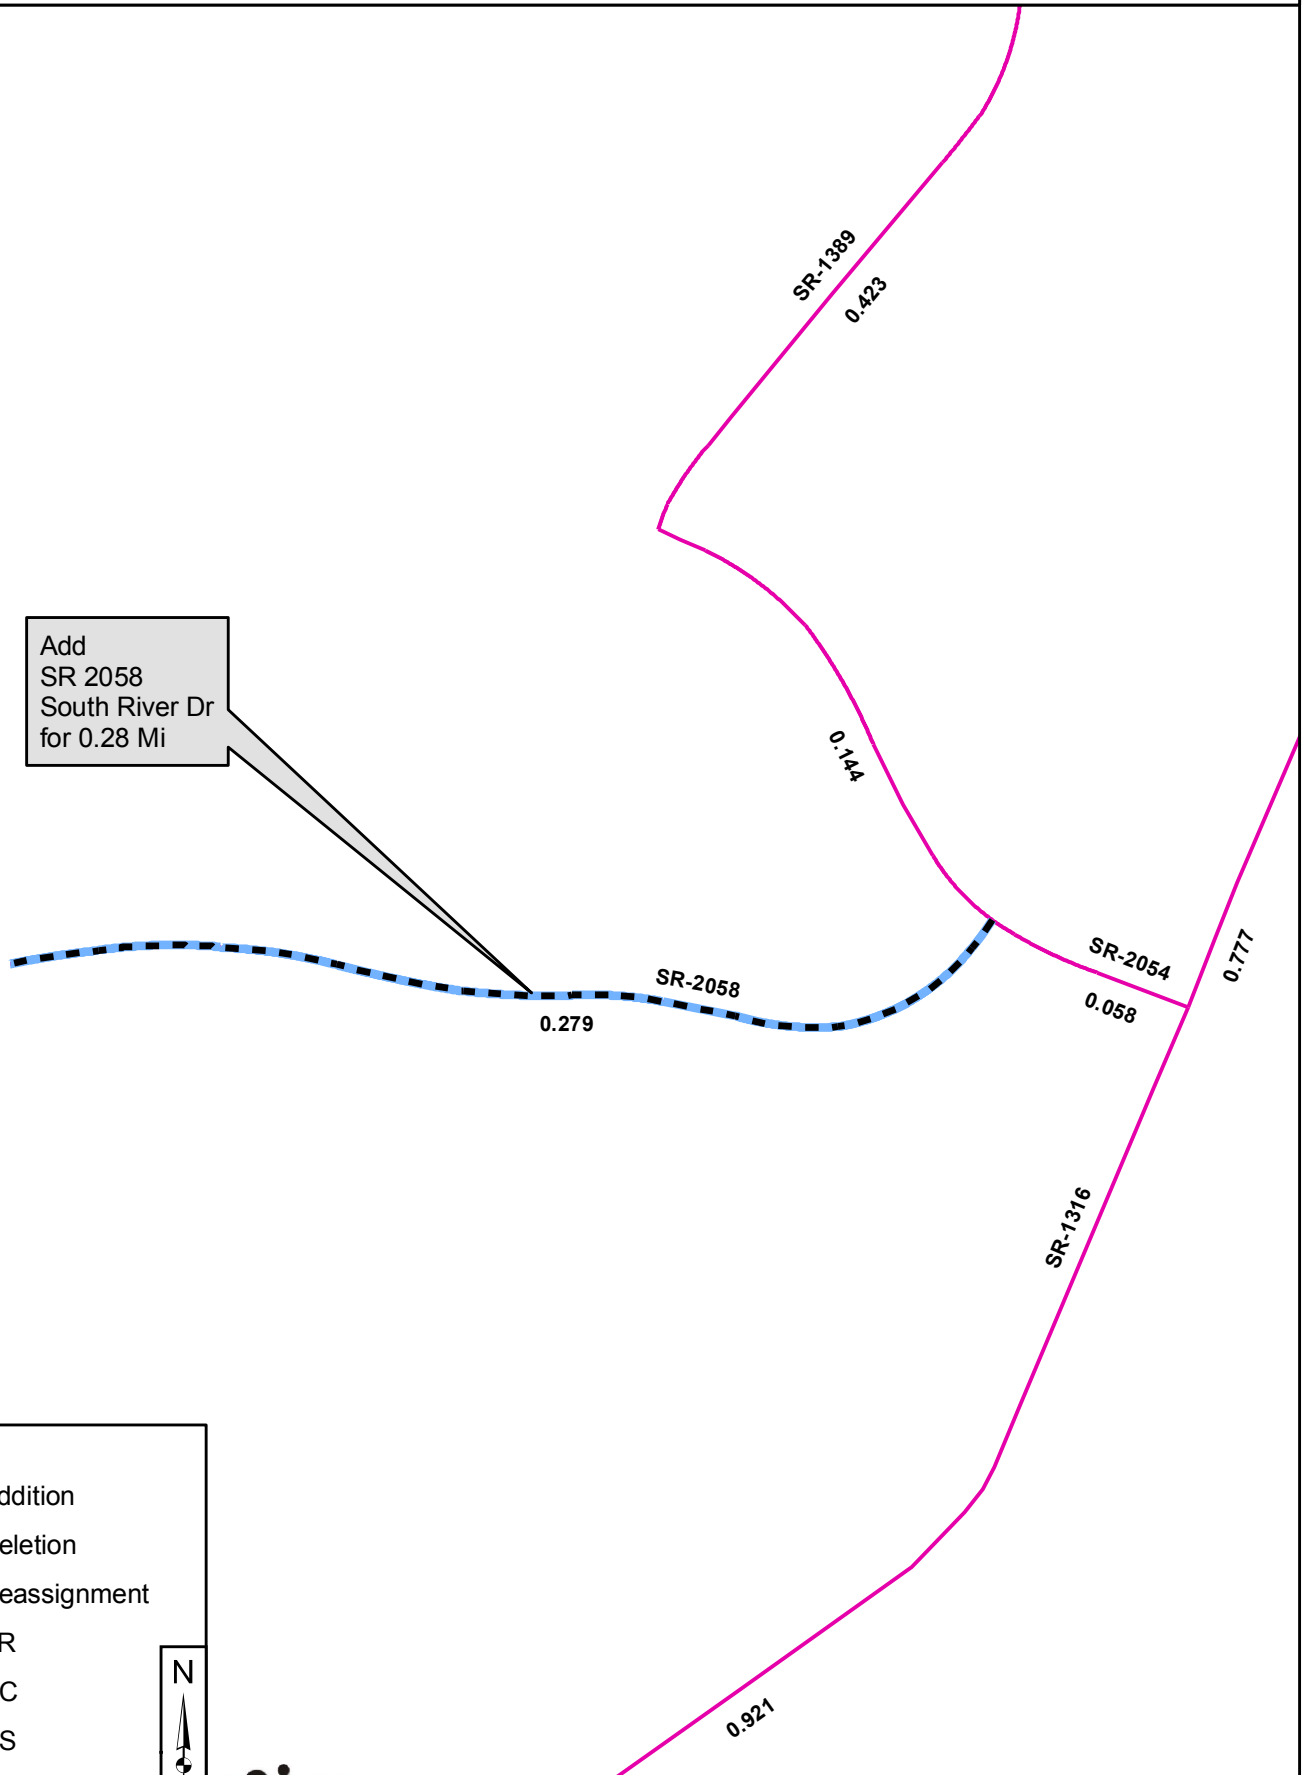 SR-1389
0.423
Add
SR 2058
South River Dr
for 0.28 Mi
0.144
SR-2054
0.777
SR-2058
0.058
0.279
SR-1316
ddition
eletion
eassignment
R
N
C
0.921
S